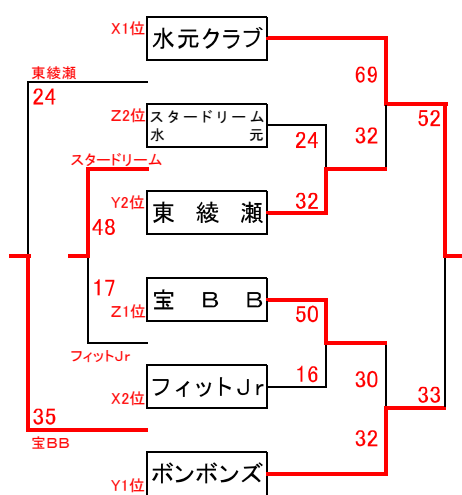 X1位
水元クラブ
69
東綾瀬
24
52
Z2位
スタードリーム
水元
24
32
スタードリーム
Y2位
東綾瀬
32
48
17
Z1位
宝BB
50
フィットJr
16
30
X2位
フィットJr
33
35
宝BB
32
Y1位
ボンボンズ